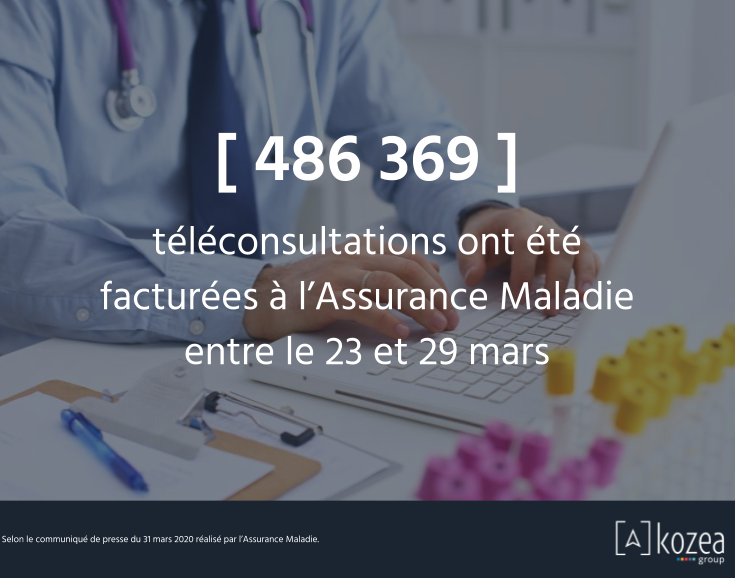 [ 486 369 ]
téléconsultations ont été
facturées à l’Assurance Maladie
entre le 23 et 29 mars
Selon le communiqué de presse du 31 mars 2020 réalisé par l’Assurance Maladie.
[A]kozea
group